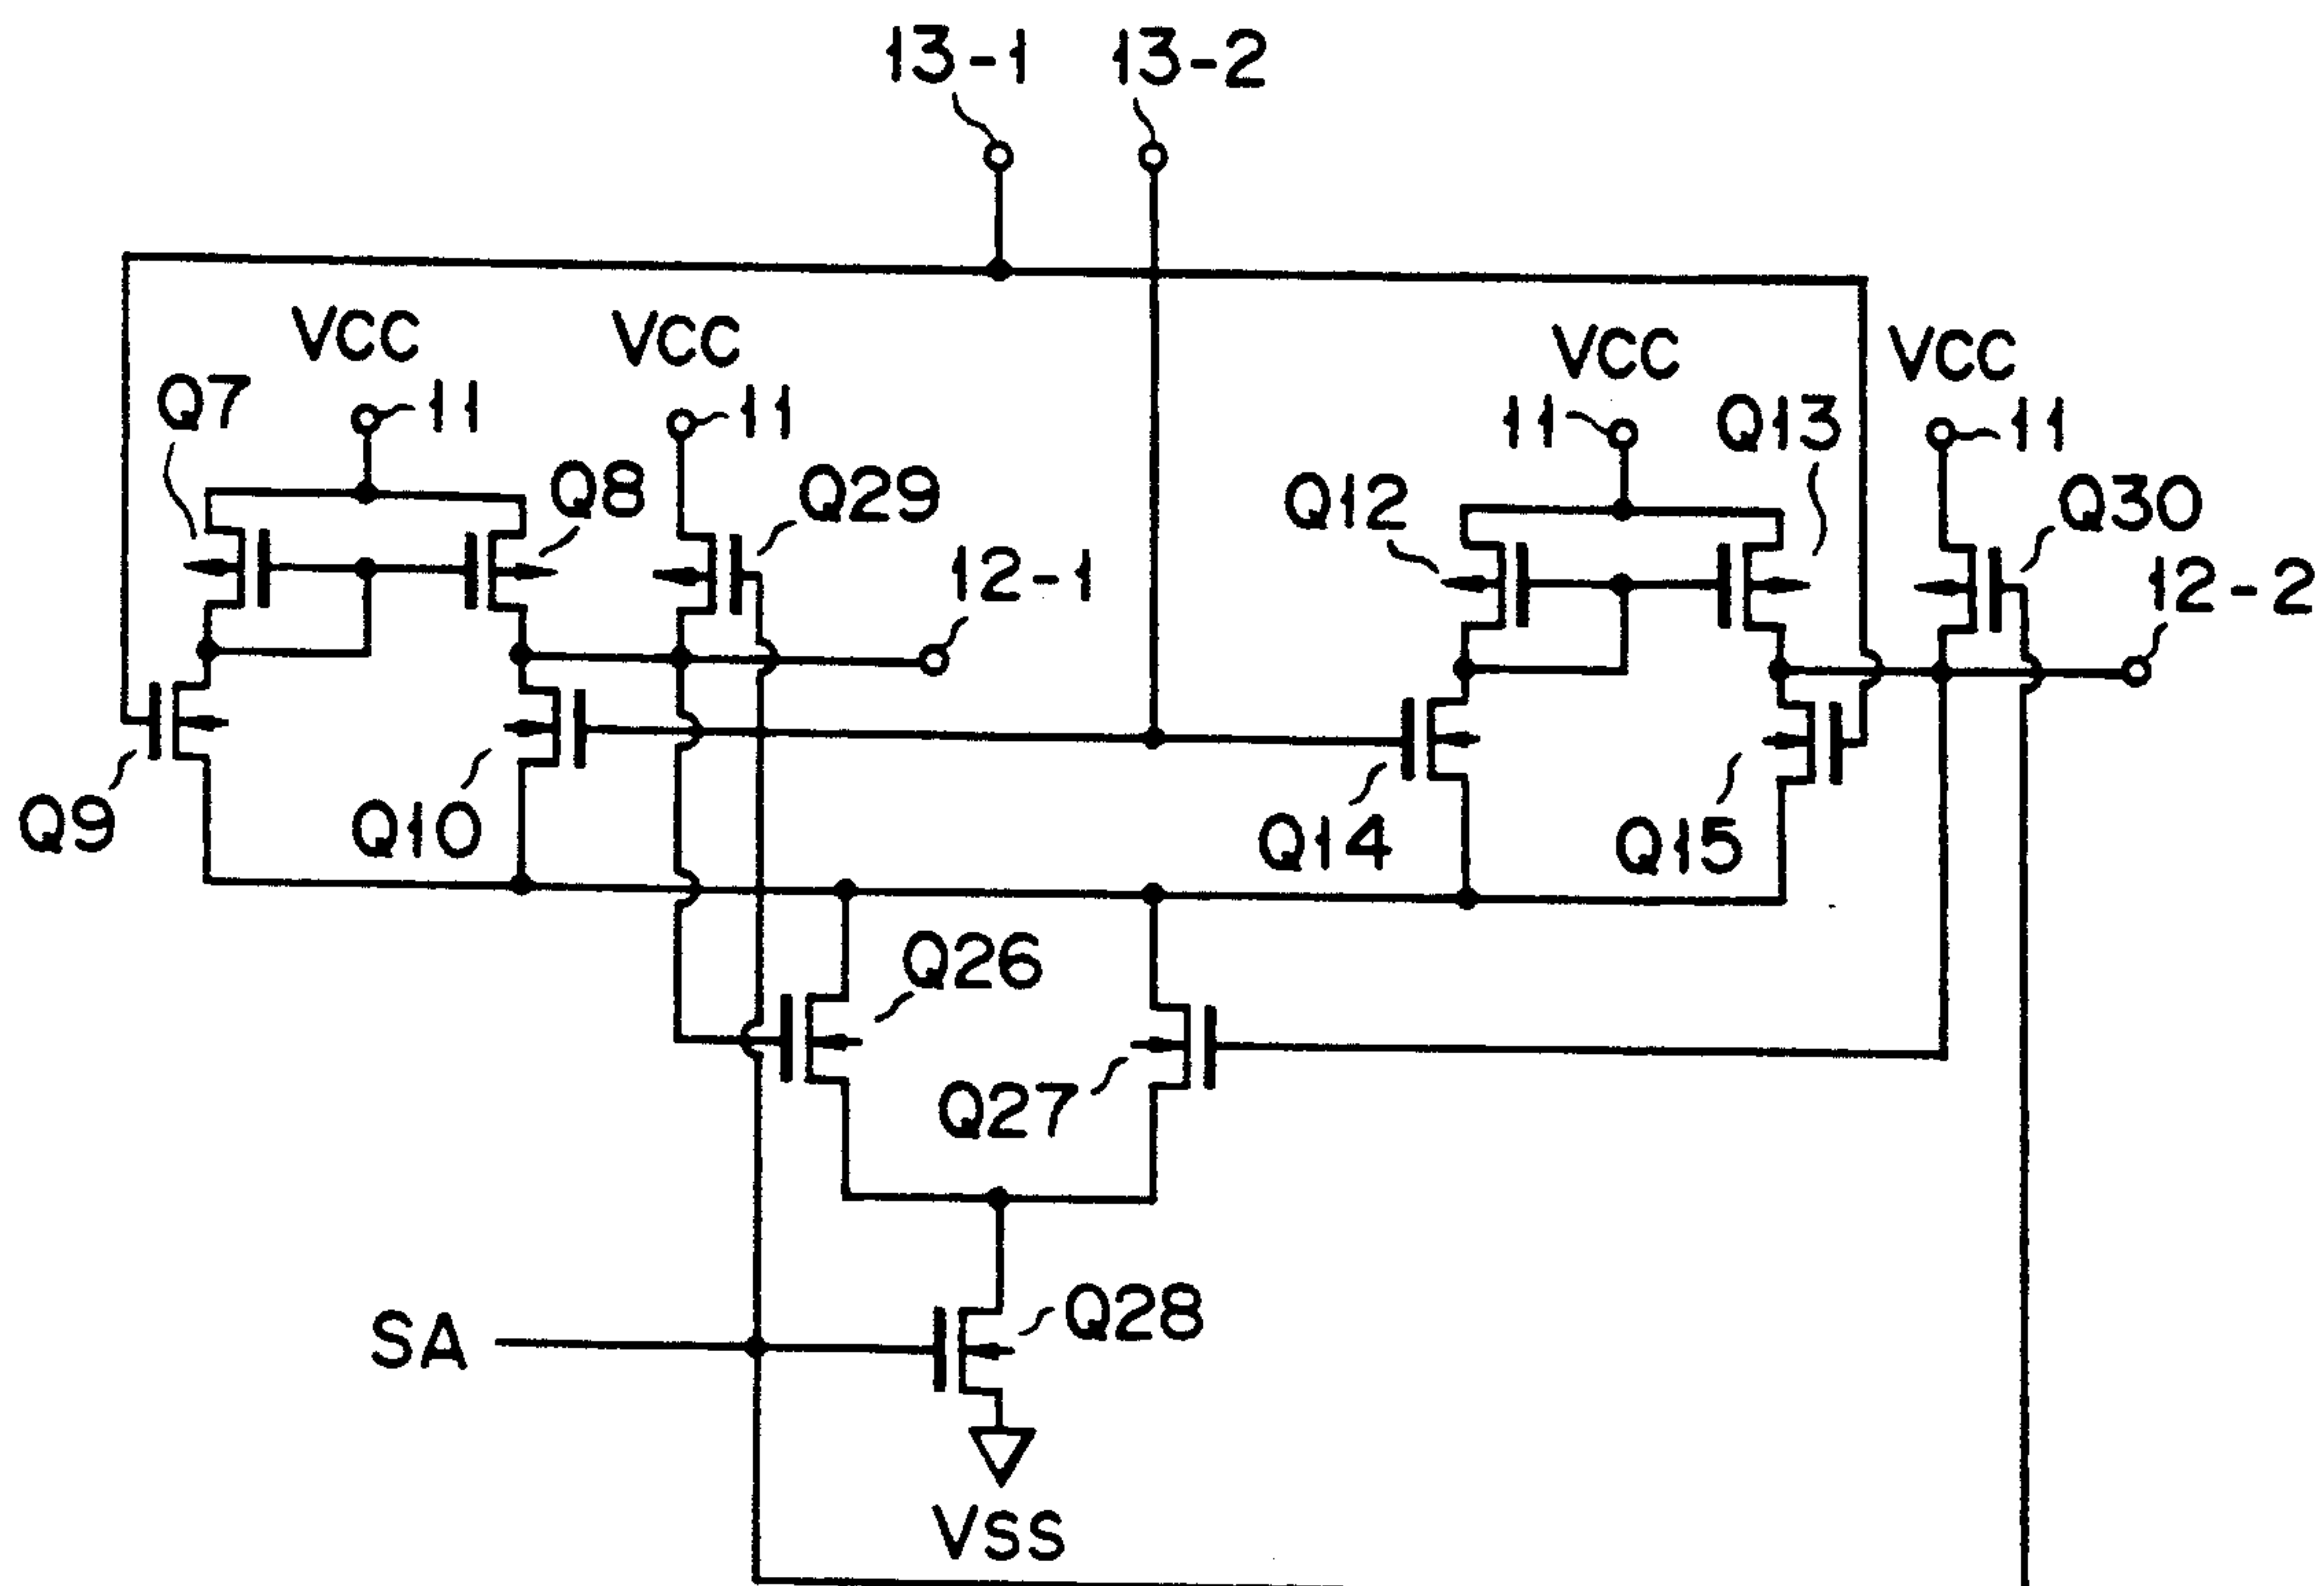 13-1 13-2
VCC VCC VCC VCC
Q7 11 11 11 Q13 11
Q8 Q29 Q12 Q30
12-1 12-2
Q9 Q10 Q14 Q15
Q26
Q27
SA Q28
VSS